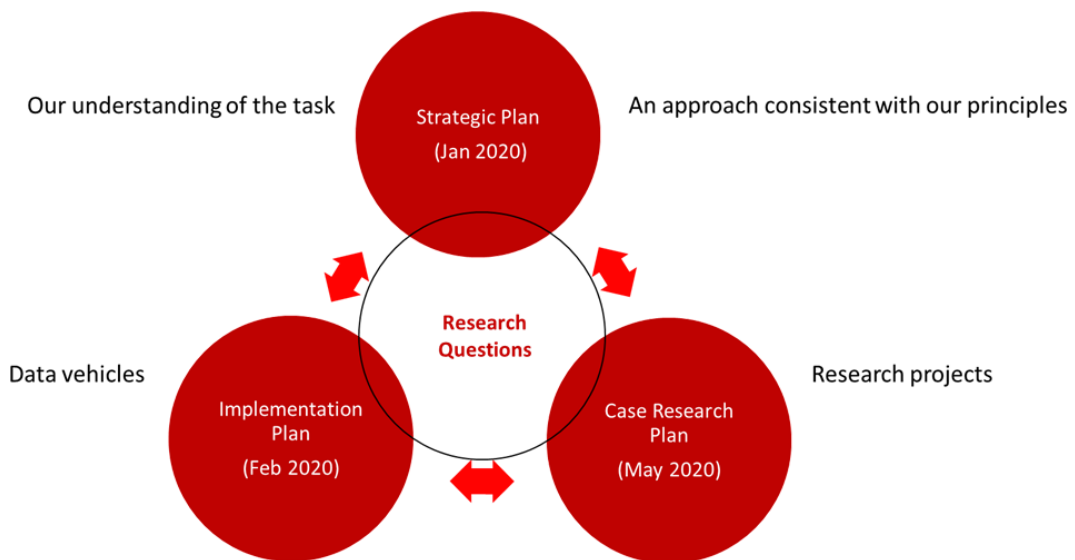 Our understanding of the task
An approach consistent with our principles
Strategic Plan
(Jan 2020)
Research
Questions
Data vehicles
Research projects
Implementation
Plan
(Feb 2020)
Case Research
Plan
(May 2020)